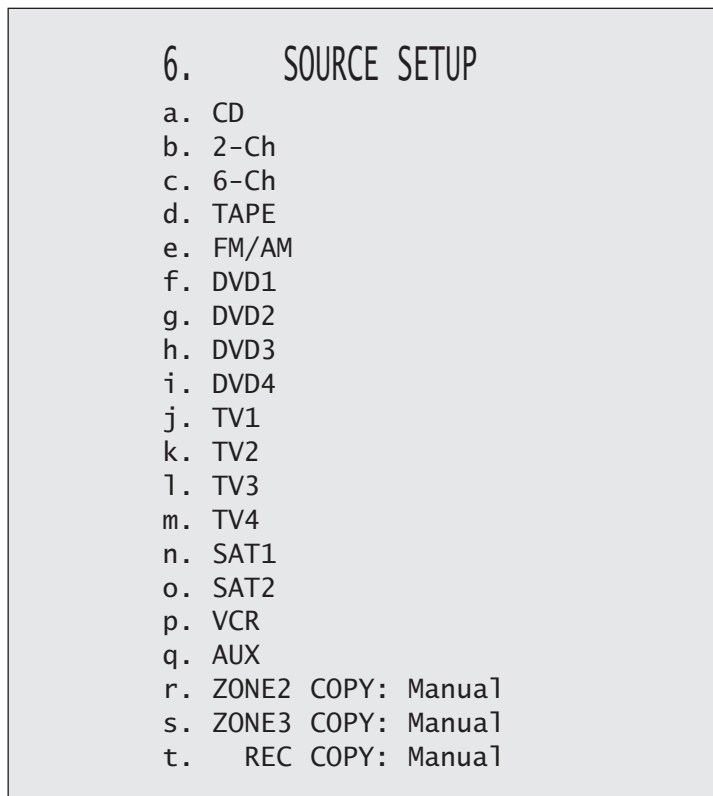 6. SOURCE SETUP
a. CD
b. 2-Ch
c. 6-Ch
d. TAPE
e. FM/AM
f. DVD1
g. DVD2
h. DVD3
i. DVD4
j. TV1
k. TV2
l. TV3
m. TV4
n. SAT1
o. SAT2
p. VCR
q. AUX
r. ZONE2 COPY: Manual
s. ZONE3 COPY: Manual
t. REC COPY: Manual